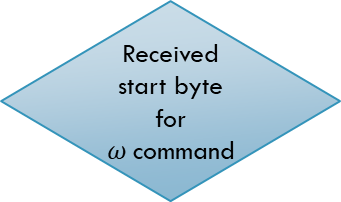 Received
start byte
for
ω command